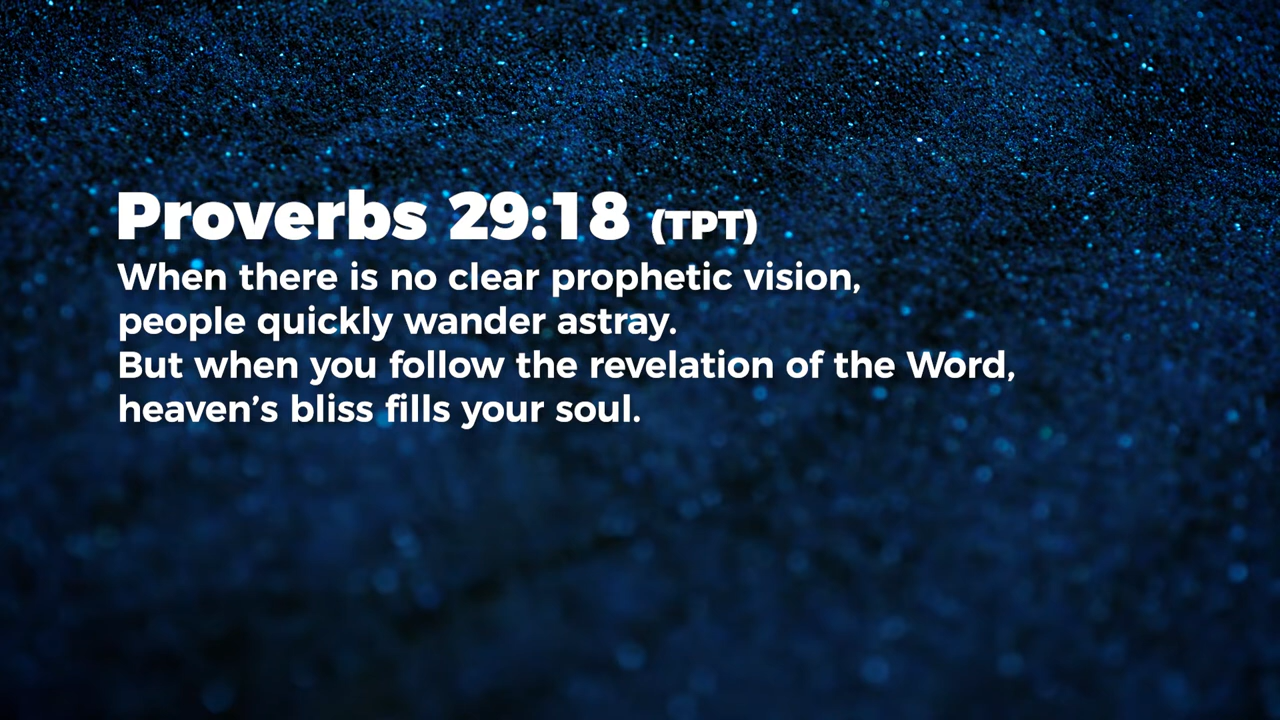 Proverbs 29:18 (TPT)
When there is no clear prophetic vision,
people quickly wander astray.
But when you follow the revelation of the Word,
heaven’s bliss fills your soul.